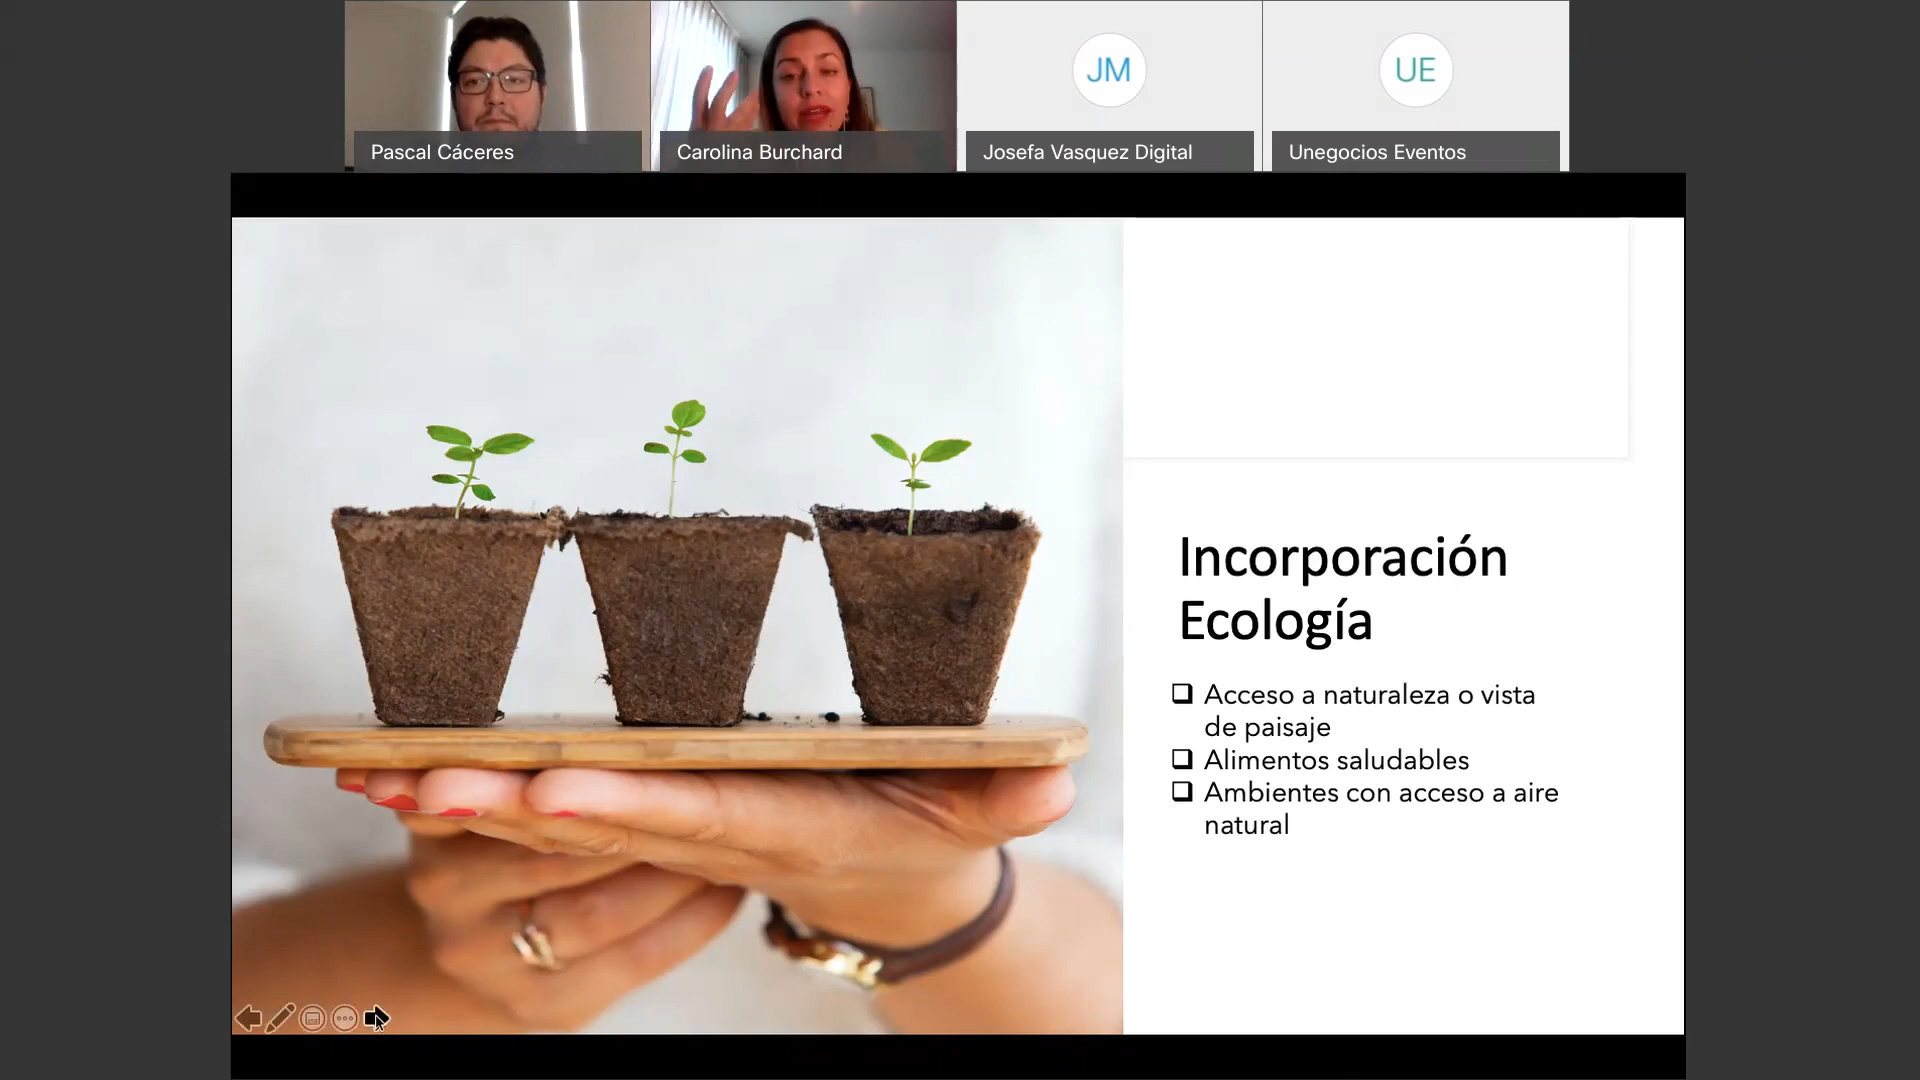 JM
UE
Pascal Cáceres
Carolina Burchard
Josefa Vasquez Digital
Unegocios Eventos
Incorporación
Ecología
❑ Acceso a naturaleza o vista
de paisaje
❑ Alimentos saludables
❑ Ambientes con acceso a aire
natural